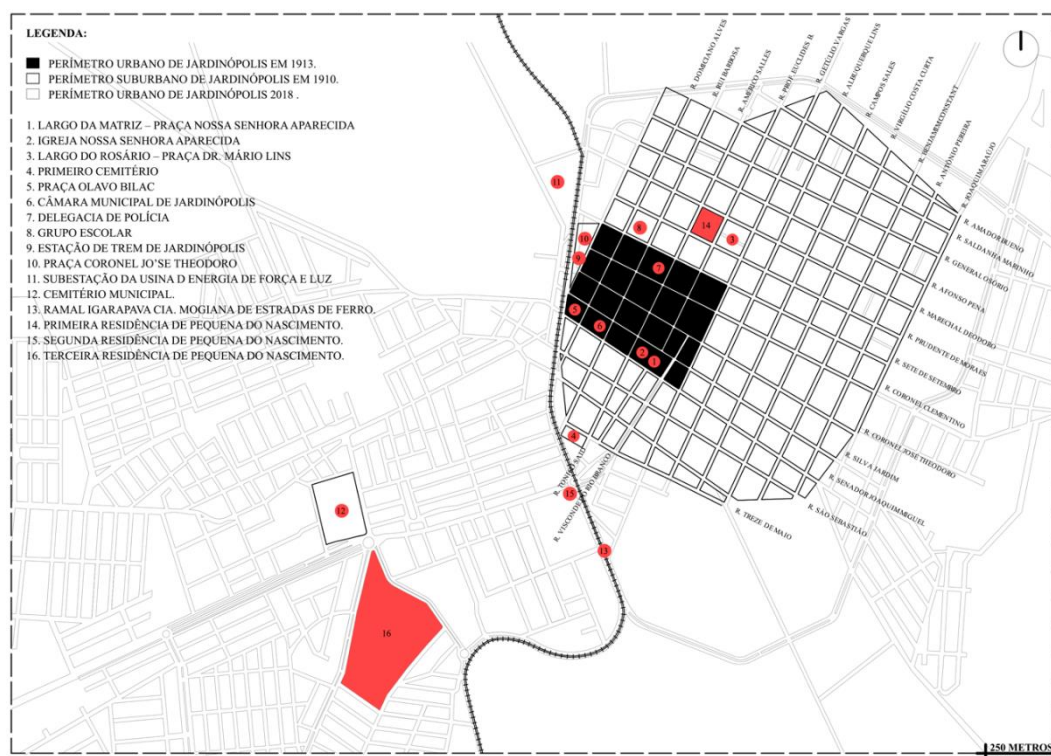 LEGENDA:
PERÍMETRO URBANO DE JARDINÓPOLIS EM 1913.
PERÍMETRO SUBURBANO DE JARDINÓPOLIS EM 1910.
PERÍMETRO URBANO DE JARDINÓPOLIS 2018 .
1. LARGO DA MATRIZ – PRAÇA NOSSA SENHORA APARECIDA
2. IGREJA NOSSA SENHORA APARECIDA
3. LARGO DO ROSÁRIO – PRAÇA DR. MÁRIO LINS
4. PRIMEIRO CEMITÉRIO
5. PRAÇA OLAVO BILAC
6. CÂMARA MUNICIPAL DE JARDINÓPOLIS
7. DELEGACIA DE POLÍCIA
8. GRUPO ESCOLAR
9. ESTAÇÃO DE TREM DE JARDINÓPOLIS
10. PRAÇA CORONEL JO'SE THEODORO
11. SUBESTAÇÃO DA USINA D ENERGIA DE FORÇA E LUZ
12. CEMITÉRIO MUNICIPAL.
13. RAMAL IGARAPAVA CIA. MOGIANA DE ESTRADAS DE FERRO.
14. PRIMEIRA RESIDÊNCIA DE PEQUENA DO NASCIMENTO.
15. SEGUNDA RESIDÊNCIA DE PEQUENA DO NASCIMENTO.
16. TERCEIRA RESIDÊNCIA DE PEQUENA DO NASCIMENTO.
R. DOMICIANO ALVES
R. RUI BARBOSA
R. AMÉRICO SALLES
R. PROF. EUCLIDES B.
R. GETÚLIO VARGAS
R. ALBUQUERQUE LINS
R. CAMPOS SALES
R. VIRGÍLIO COSTA CURTA
R. BENJAMIM CONSTANT
R. ANTÔNIO PEREIRA
R. JOAQUIM ARAÚJO
R. AMADOR BUENO
R. SALDANHA MARINHO
R. GENERAL OSÓRIO
R. AFONSO PENA
R. MARECHAL DEODORO
R. PRUDENTE DE MORAES
R. SETE DE SETEMBRO
R. CORONEL CLEMENTINO
R. CORONEL JOSÉ THEODORO
R. SILVA JARDIM
R. SENADOR JOAQUIM MIGUEL
R. SÃO SEBASTIÃO
R. TREZE DE MAIO
R. VISCONDE DO RIO BRANCO
R. SAID
11
14
8
3
10
9
7
5
6
2
1
4
15
12
13
16
250 METROS